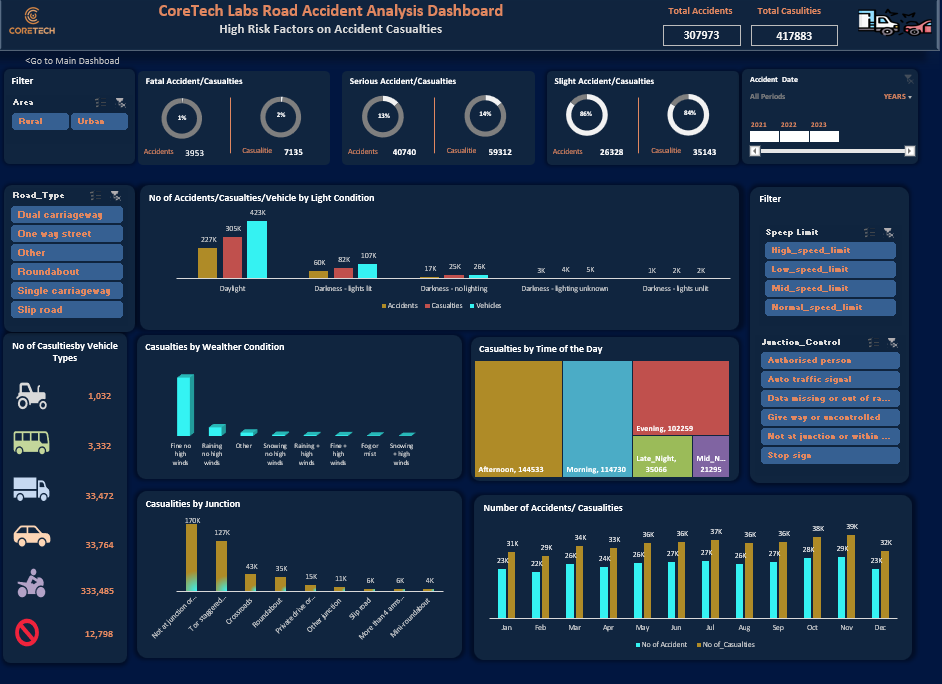 CORETECH
CoreTech Labs Road Accident Analysis Dashboard
High Risk Factors on Accident Casualties
Total Accidents
307973
Total Casulities
417883
<Go to Main Dashboad
Filter
Area
Rural
Urban
Fatal Accident/Casualties
1%
2%
Accidents 3953
Casualitie 7135
Serious Accident/Casualties
13%
14%
Accidents 40740
Casualitie 59312
Slight Accident/Casualties
86%
84%
Accidents 26328
Casualitie 35143
Accident Date
All Periods
YEARS
2021 2022 2023
Road_Type
Dual carriageway
One way street
Other
Roundabout
Single carriageway
Slip road
No of Accidents/Casualties/Vehicle by Light Condition
227K 305K 423K
60K 82K 107K
17K 25K 26K
3K 4K 5K
1K 2K 2K
Daylight
Darkness - lights lit
Darkness - no lighting
Darkness - lighting unknown
Darkness - lights unlit
Accidents Casualties Vehicles
Filter
Speep Limit
High_speed_limit
Low_speed_limit
Mid_speed_limit
Normal_speed_limit
Junction_Control
Authorised person
Auto traffic signal
Data missing or out of ra...
Give way or uncontrolled
Not at junction or within ...
Stop sign
No of Casultiesby Vehicle
Types
1,032
3,332
33,472
33,764
333,485
12,798
Casualties by Wealther Condition
Fine no high winds
Raining no high winds
Other
Snowing no high winds
Raining + high winds
Fine + high winds
Fog or mist
Snowing + high winds
Casualties by Time of the Day
Afternoon, 144533
Morning, 114730
Evening, 102259
Late_Night, 35066
Mid_N... 21295
Casualities by Junction
170K
127K
43K
35K
15K
11K
6K
6K
4K
Not at junction or...
T or staggered...
Crossroads
Roundabout
Private drive or...
Other junction
Slip road
More than 4 arms...
Mini-roundabout
Number of Accidents/ Casualities
23K 31K
22K 29K
26K 34K
24K 33K
26K 36K
27K 36K
27K 37K
26K 36K
27K 36K
28K 38K
29K 39K
23K 32K
Jan Feb Mar Apr May Jun Jul Aug Sep Oct Nov Dec
No of Accident No of_Casualties